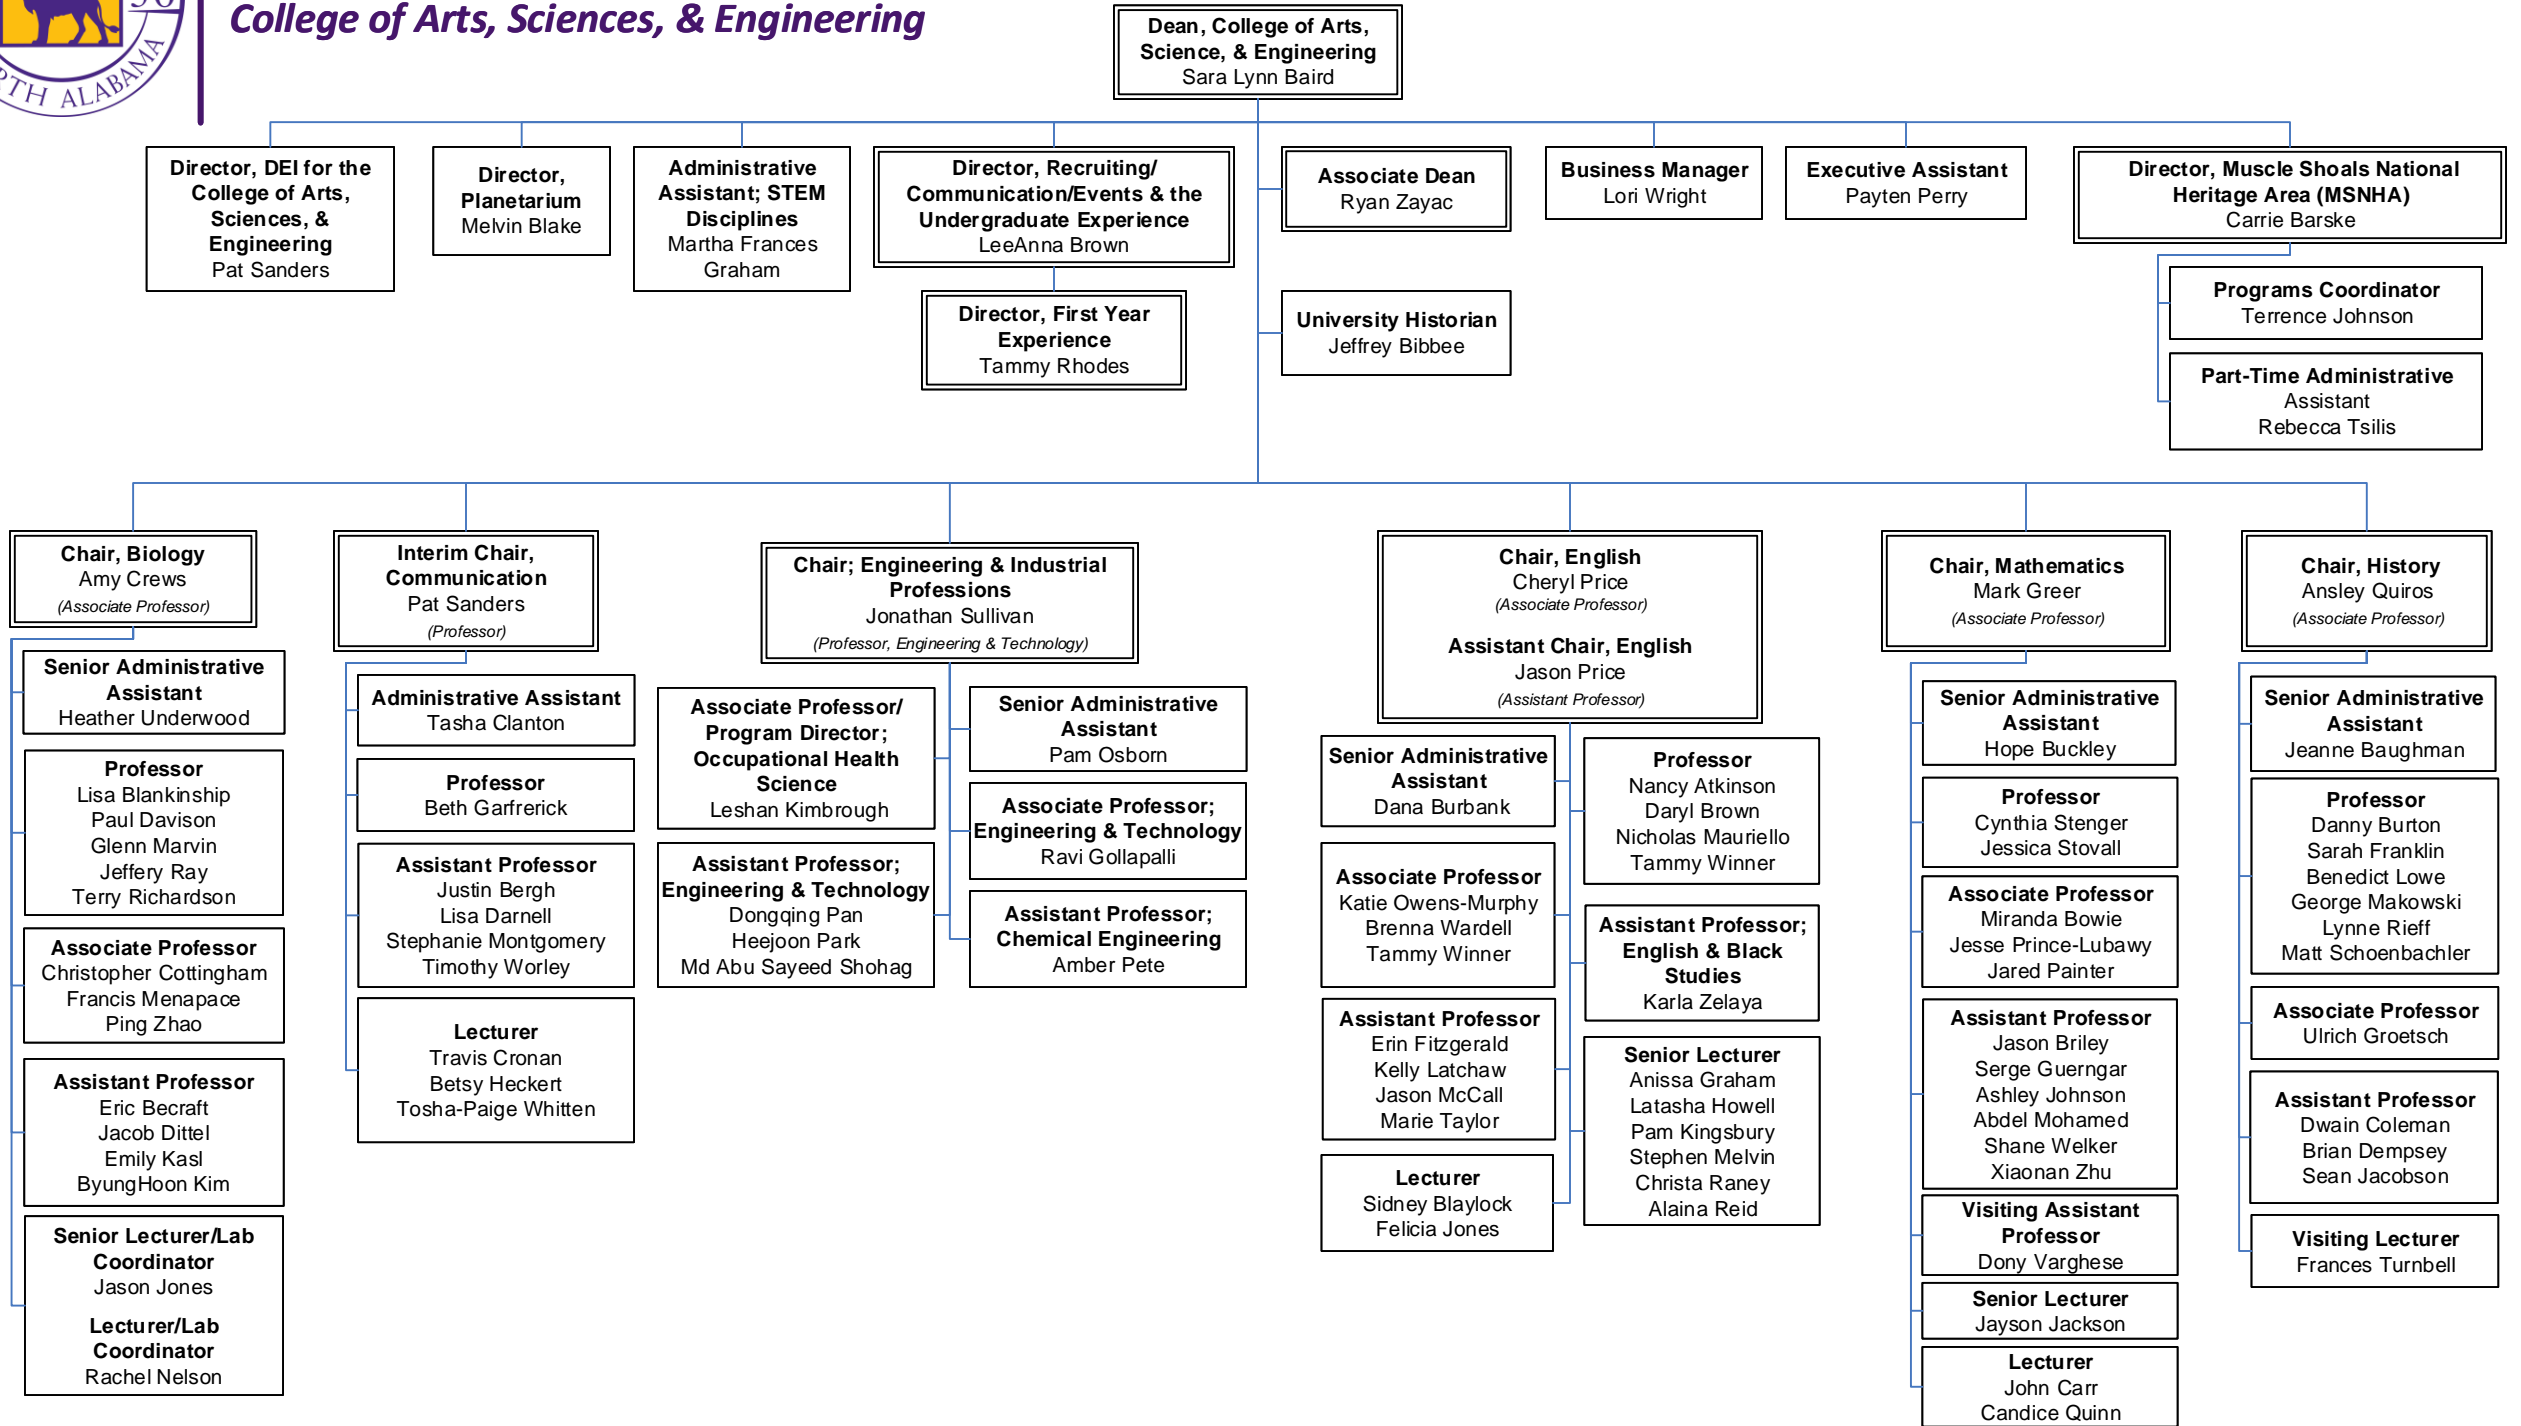 College of Arts, Sciences, & Engineering
RTH ALABAMA
Dean, College of Arts,
Science, & Engineering
Sara Lynn Baird
Director, DEI for the
College of Arts,
Sciences, &
Engineering
Pat Sanders
Director,
Planetarium
Melvin Blake
Administrative
Assistant; STEM
Disciplines
Martha Frances
Graham
Director, Recruiting/
Communication/Events & the
Undergraduate Experience
LeeAnna Brown
Director, First Year
Experience
Tammy Rhodes
Associate Dean
Ryan Zayac
University Historian
Jeffrey Bibbee
Business Manager
Lori Wright
Executive Assistant
Payten Perry
Director, Muscle Shoals National
Heritage Area (MSNHA)
Carrie Barske
Programs Coordinator
Terrence Johnson
Part-Time Administrative
Assistant
Rebecca Tsilis
Chair, Biology
Amy Crews
(Associate Professor)
Senior Administrative
Assistant
Heather Underwood
Professor
Lisa Blankinship
Paul Davison
Glenn Marvin
Jeffery Ray
Terry Richardson
Associate Professor
Christopher Cottingham
Francis Menapace
Ping Zhao
Assistant Professor
Eric Becraft
Jacob Dittel
Emily Kasl
ByungHoon Kim
Senior Lecturer/Lab
Coordinator
Jason Jones
Lecturer/Lab
Coordinator
Rachel Nelson
Interim Chair,
Communication
Pat Sanders
(Professor)
Administrative Assistant
Tasha Clanton
Professor
Beth Garfrerick
Assistant Professor
Justin Bergh
Lisa Darnell
Stephanie Montgomery
Timothy Worley
Lecturer
Travis Cronan
Betsy Heckert
Tosha-Paige Whitten
Chair; Engineering & Industrial
Professions
Jonathan Sullivan
(Professor, Engineering & Technology)
Associate Professor/
Program Director;
Occupational Health
Science
Leshan Kimbrough
Assistant Professor;
Engineering & Technology
Dongqing Pan
Heejoon Park
Md Abu Sayeed Shohag
Senior Administrative
Assistant
Pam Osborn
Associate Professor;
Engineering & Technology
Ravi Gollapalli
Assistant Professor;
Chemical Engineering
Amber Pete
Chair, English
Cheryl Price
(Associate Professor)
Assistant Chair, English
Jason Price
(Assistant Professor)
Senior Administrative
Assistant
Dana Burbank
Associate Professor
Katie Owens-Murphy
Brenna Wardell
Tammy Winner
Assistant Professor
Erin Fitzgerald
Kelly Latchaw
Jason McCall
Marie Taylor
Lecturer
Sidney Blaylock
Felicia Jones
Professor
Nancy Atkinson
Daryl Brown
Nicholas Mauriello
Tammy Winner
Assistant Professor;
English & Black
Studies
Karla Zelaya
Senior Lecturer
Anissa Graham
Latasha Howell
Pam Kingsbury
Stephen Melvin
Christa Raney
Alaina Reid
Chair, Mathematics
Mark Greer
(Associate Professor)
Senior Administrative
Assistant
Hope Buckley
Professor
Cynthia Stenger
Jessica Stovall
Associate Professor
Miranda Bowie
Jesse Prince-Lubawy
Jared Painter
Assistant Professor
Jason Briley
Serge Guerngar
Ashley Johnson
Abdel Mohamed
Shane Welker
Xiaonan Zhu
Visiting Assistant
Professor
Dony Varghese
Senior Lecturer
Jayson Jackson
Lecturer
John Carr
Candice Quinn
Chair, History
Ansley Quiros
(Associate Professor)
Senior Administrative
Assistant
Jeanne Baughman
Professor
Danny Burton
Sarah Franklin
Benedict Lowe
George Makowski
Lynne Rieff
Matt Schoenbachler
Associate Professor
Ulrich Groetsch
Assistant Professor
Dwain Coleman
Brian Dempsey
Sean Jacobson
Visiting Lecturer
Frances Turnbell